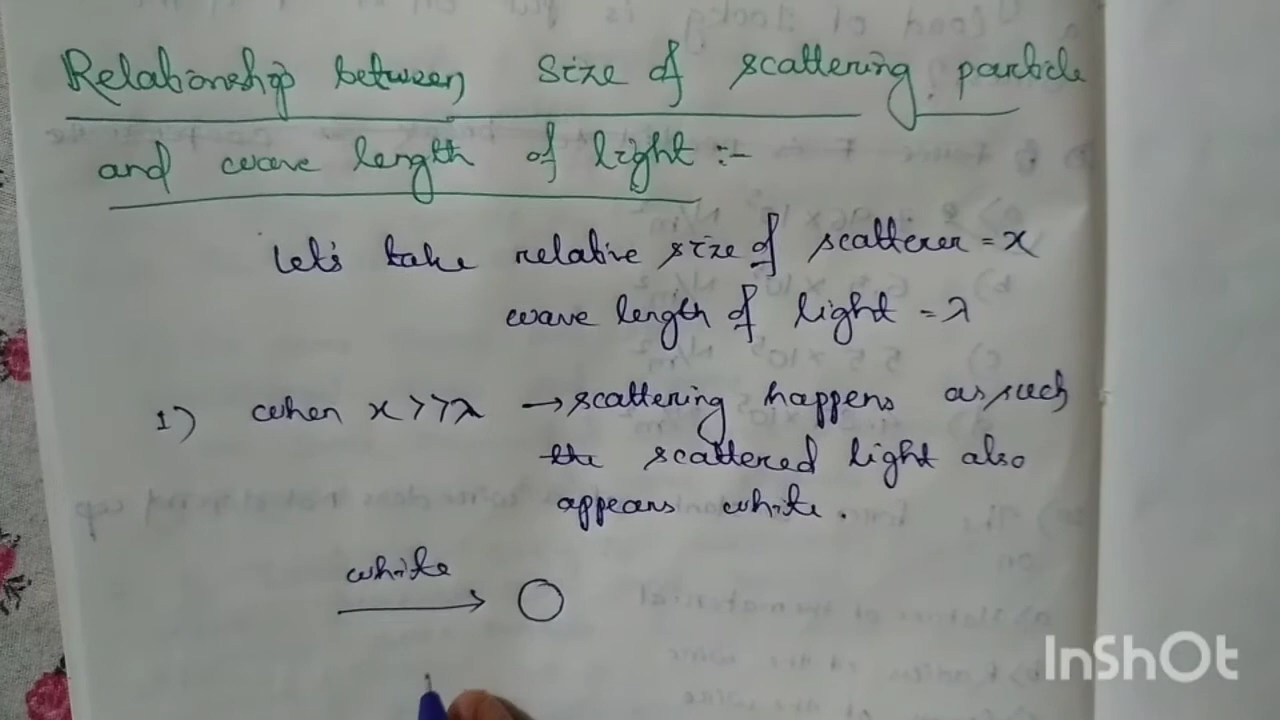 Relationship between size of scattering particle
and wave length of light :-
Let's take relative size of scatterer = x
wave length of light = λ
1) when x >> λ → scattering happens as such
the scattered light also
appears white.
white
InShOt